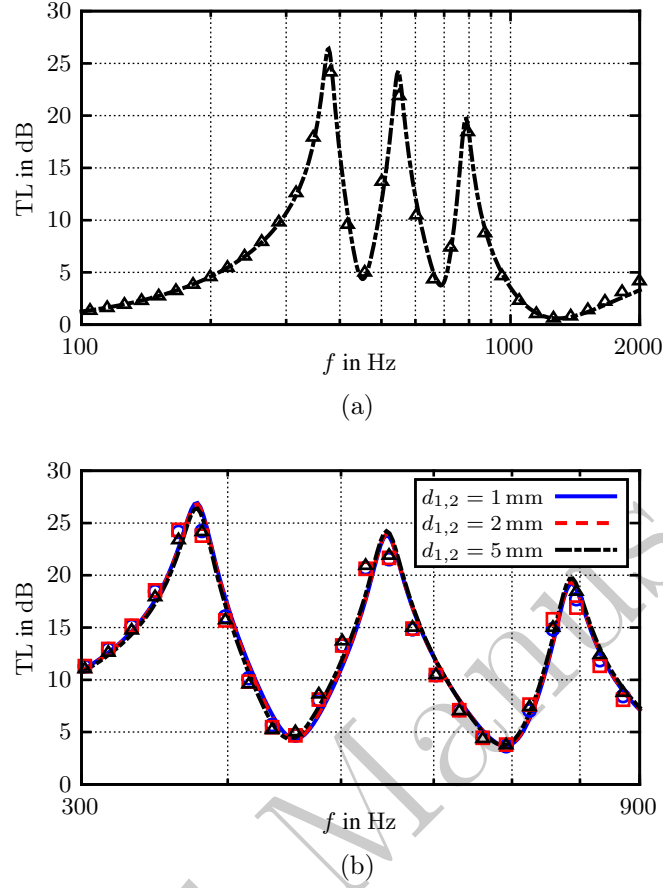 30
25
20
15
10
5
0
TL in dB
100 1000 2000
f in Hz
(a)
30
25
20
15
10
5
0
TL in dB
d1,2 = 1 mm
d1,2 = 2 mm
d1,2 = 5 mm
300 900
f in Hz
(b)
Manus